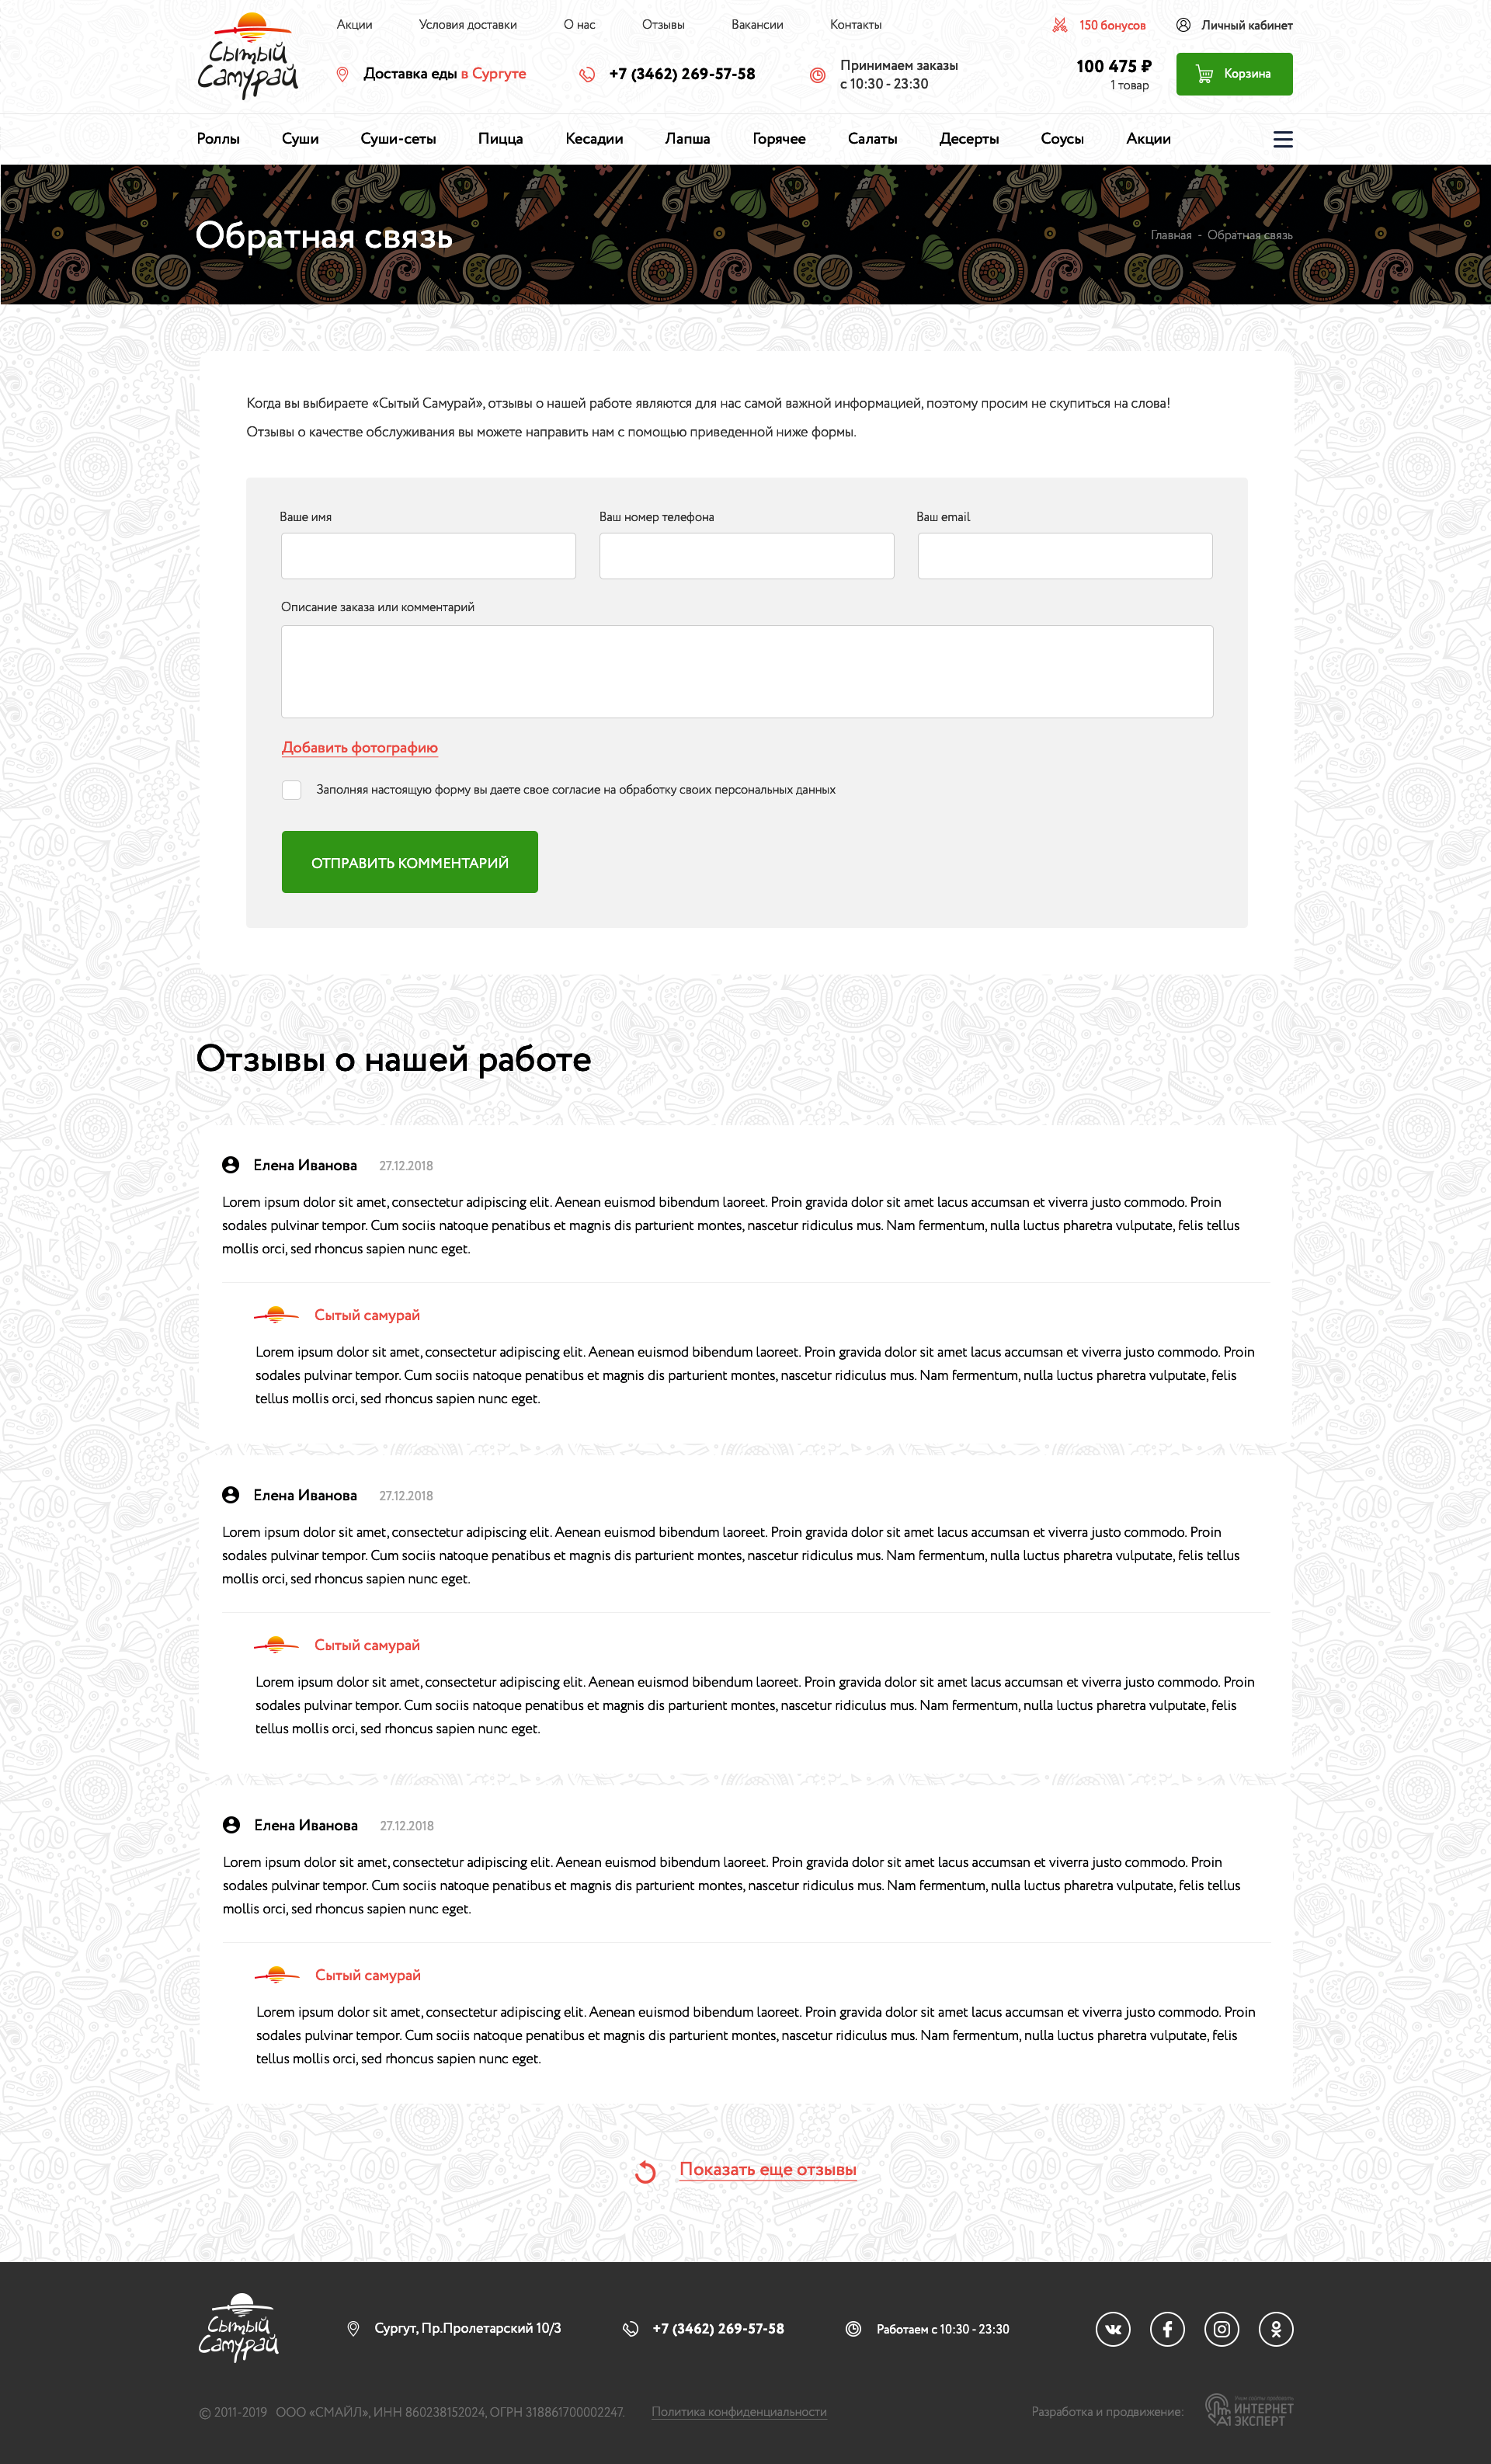 Акции Условия доставки О нас Отзывы Вакансии Контакты 150 бонусов Личный кабинет
Сытый
Самурай
Доставка еды в Сургуте +7 (3462) 269-57-58 Принимаем заказы
с 10:30 - 23:30
100 475 ₽
1 товар
Корзина
Роллы Суши Суши-сеты Пицца Кесадии Лапша Горячее Салаты Десерты Соусы Акции
Обратная связь
Главная - Обратная связь
Когда вы выбираете «Сытый Самурай», отзывы о нашей работе являются для нас самой важной информацией, поэтому просим не скупиться на слова!
Отзывы о качестве обслуживания вы можете направить нам с помощью приведенной ниже формы.
Ваше имя Ваш номер телефона Ваш email
Описание заказа или комментарий
Добавить фотографию
Заполняя настоящую форму вы даете свое согласие на обработку своих персональных данных
ОТПРАВИТЬ КОММЕНТАРИЙ
Отзывы о нашей работе
Елена Иванова 27.12.2018
Lorem ipsum dolor sit amet, consectetur adipiscing elit. Aenean euismod bibendum laoreet. Proin gravida dolor sit amet lacus accumsan et viverra justo commodo. Proin
sodales pulvinar tempor. Cum sociis natoque penatibus et magnis dis parturient montes, nascetur ridiculus mus. Nam fermentum, nulla luctus pharetra vulputate, felis tellus
mollis orci, sed rhoncus sapien nunc eget.
Сытый самурай
Lorem ipsum dolor sit amet, consectetur adipiscing elit. Aenean euismod bibendum laoreet. Proin gravida dolor sit amet lacus accumsan et viverra justo commodo. Proin
sodales pulvinar tempor. Cum sociis natoque penatibus et magnis dis parturient montes, nascetur ridiculus mus. Nam fermentum, nulla luctus pharetra vulputate, felis
tellus mollis orci, sed rhoncus sapien nunc eget.
Елена Иванова 27.12.2018
Lorem ipsum dolor sit amet, consectetur adipiscing elit. Aenean euismod bibendum laoreet. Proin gravida dolor sit amet lacus accumsan et viverra justo commodo. Proin
sodales pulvinar tempor. Cum sociis natoque penatibus et magnis dis parturient montes, nascetur ridiculus mus. Nam fermentum, nulla luctus pharetra vulputate, felis tellus
mollis orci, sed rhoncus sapien nunc eget.
Сытый самурай
Lorem ipsum dolor sit amet, consectetur adipiscing elit. Aenean euismod bibendum laoreet. Proin gravida dolor sit amet lacus accumsan et viverra justo commodo. Proin
sodales pulvinar tempor. Cum sociis natoque penatibus et magnis dis parturient montes, nascetur ridiculus mus. Nam fermentum, nulla luctus pharetra vulputate, felis
tellus mollis orci, sed rhoncus sapien nunc eget.
Елена Иванова 27.12.2018
Lorem ipsum dolor sit amet, consectetur adipiscing elit. Aenean euismod bibendum laoreet. Proin gravida dolor sit amet lacus accumsan et viverra justo commodo. Proin
sodales pulvinar tempor. Cum sociis natoque penatibus et magnis dis parturient montes, nascetur ridiculus mus. Nam fermentum, nulla luctus pharetra vulputate, felis tellus
mollis orci, sed rhoncus sapien nunc eget.
Сытый самурай
Lorem ipsum dolor sit amet, consectetur adipiscing elit. Aenean euismod bibendum laoreet. Proin gravida dolor sit amet lacus accumsan et viverra justo commodo. Proin
sodales pulvinar tempor. Cum sociis natoque penatibus et magnis dis parturient montes, nascetur ridiculus mus. Nam fermentum, nulla luctus pharetra vulputate, felis
tellus mollis orci, sed rhoncus sapien nunc eget.
Показать еще отзывы
Сытый
Самурай
Сургут, Пр.Пролетарский 10/3 +7 (3462) 269-57-58 Работаем с 10:30 - 23:30
© 2011-2019 ООО «СМАЙЛ», ИНН 860238152024, ОГРН 318861700002247. Политика конфиденциальности Разработка и продвижение:
ИНТЕРНЕТ
А1 ЭКСПЕРТ